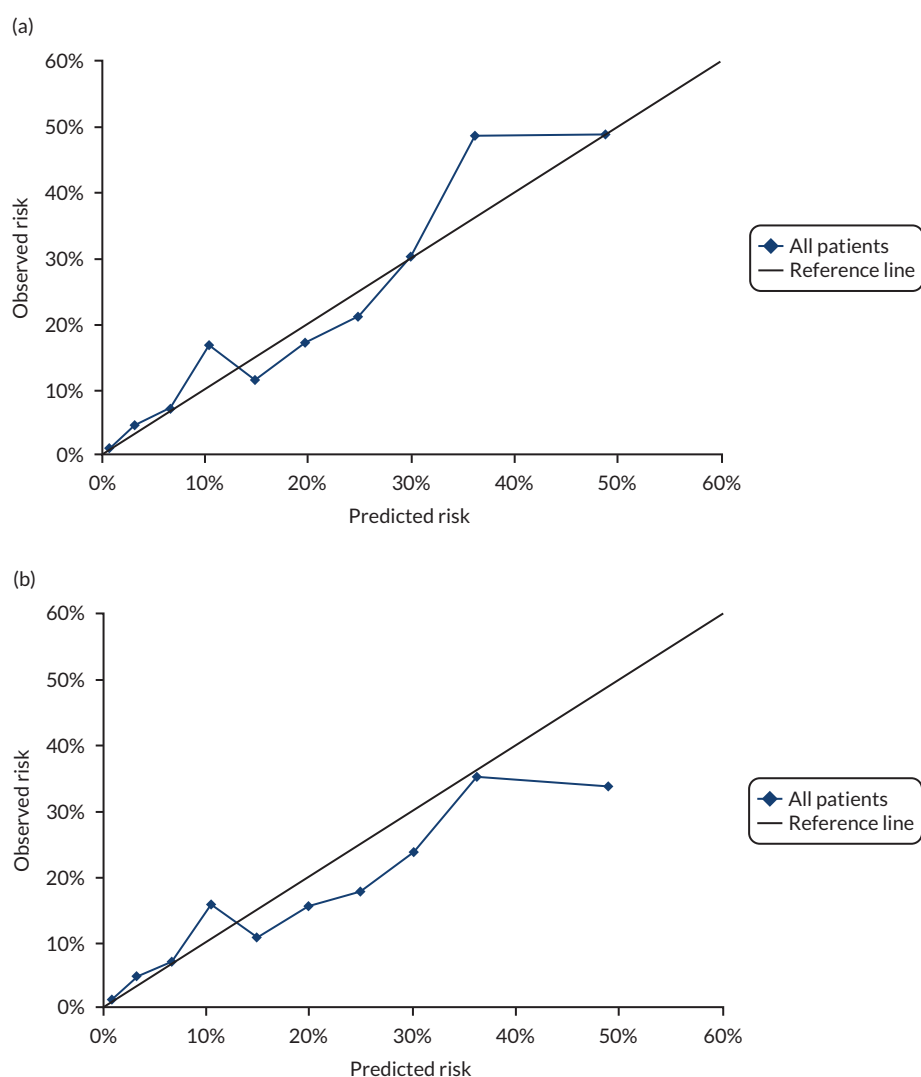 (a)
60%
50%
40%
30%
20%
10%
0%
Observed risk
0% 10% 20% 30% 40% 50% 60%
Predicted risk
All patients
Reference line
(b)
60%
50%
40%
30%
20%
10%
0%
Observed risk
0% 10% 20% 30% 40% 50% 60%
Predicted risk
All patients
Reference line